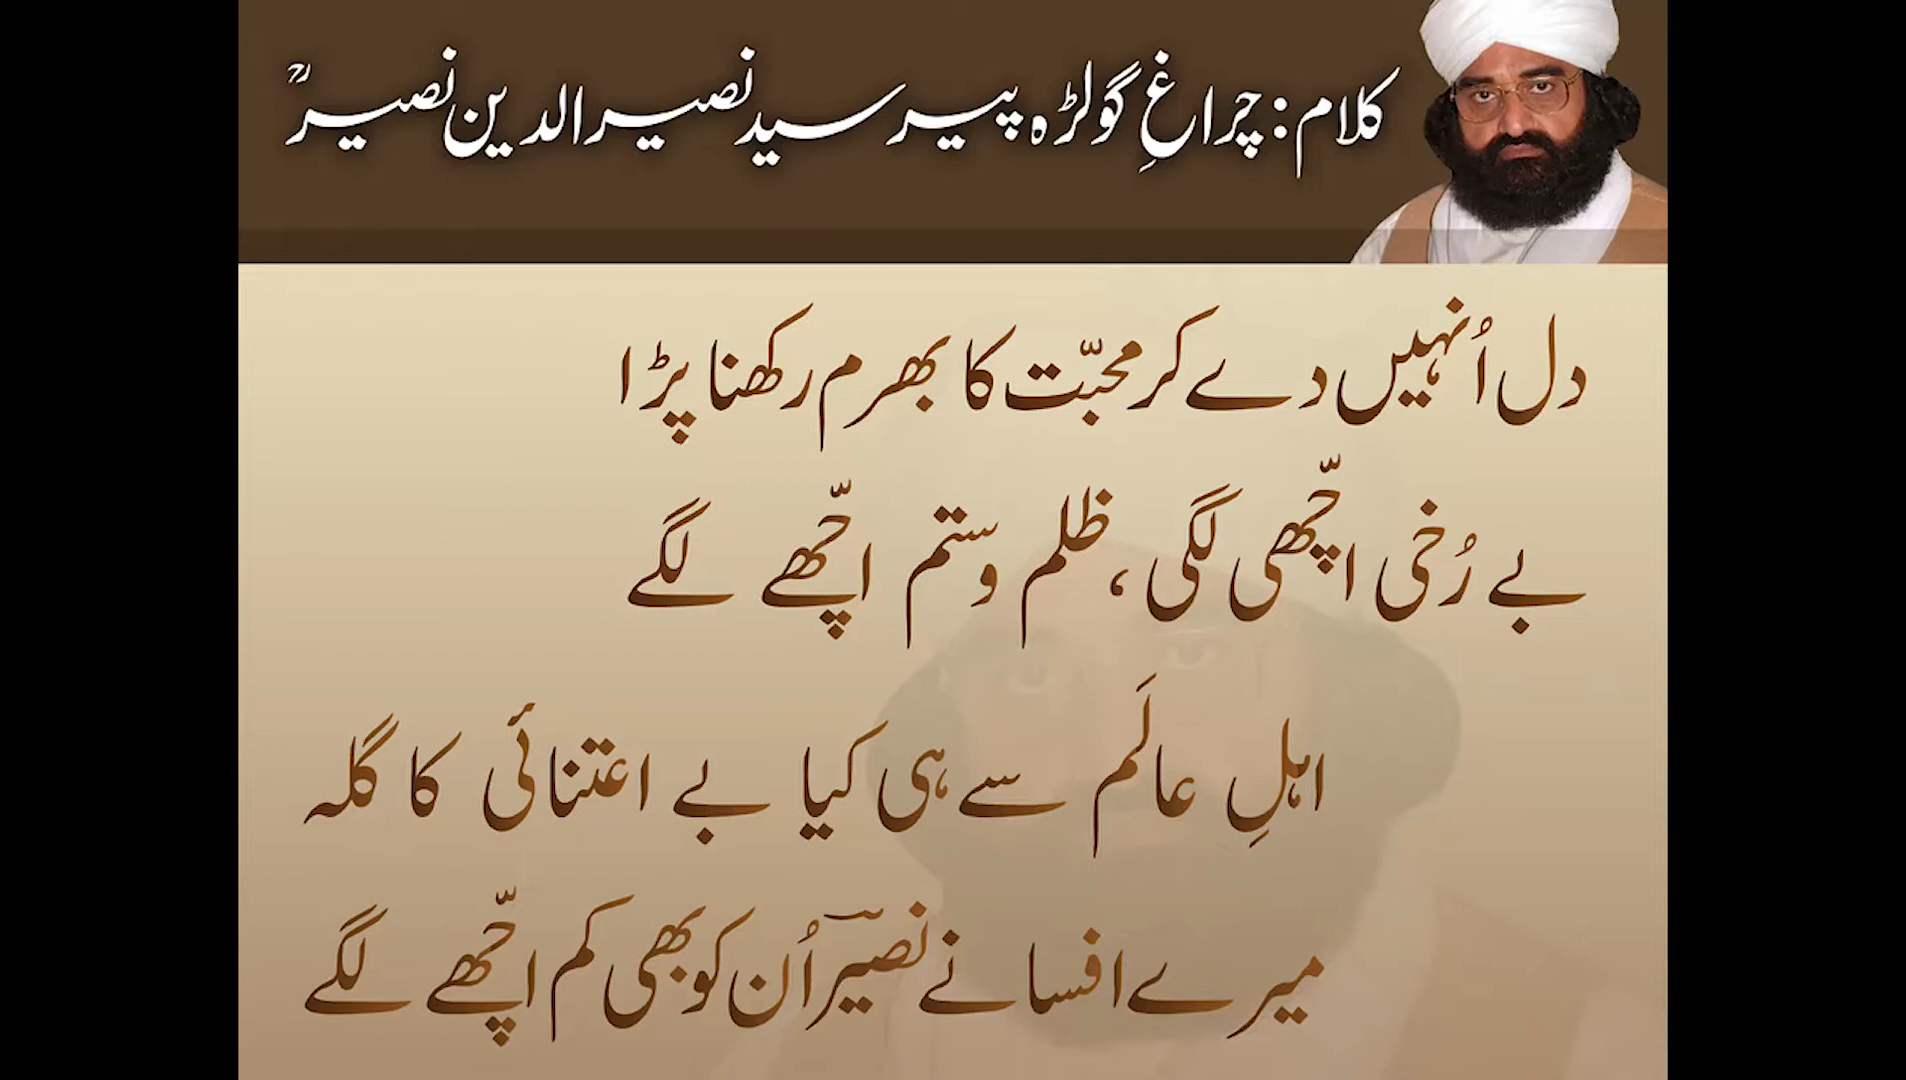 کلام: چراغِ گولڑہ پیر سید نصیر الدین نصیرؒ
دل اُنہیں دے کر محبّت کا بھرم رکھنا پڑا
بے رُخی اچّھی لگی، ظلم و ستم اچّھے لگے
اہلِ عالَم سے ہی کیا بے اعتنائی کا گلہ
میرے افسانے نصیرؔ اُن کو بھی کم اچّھے لگے